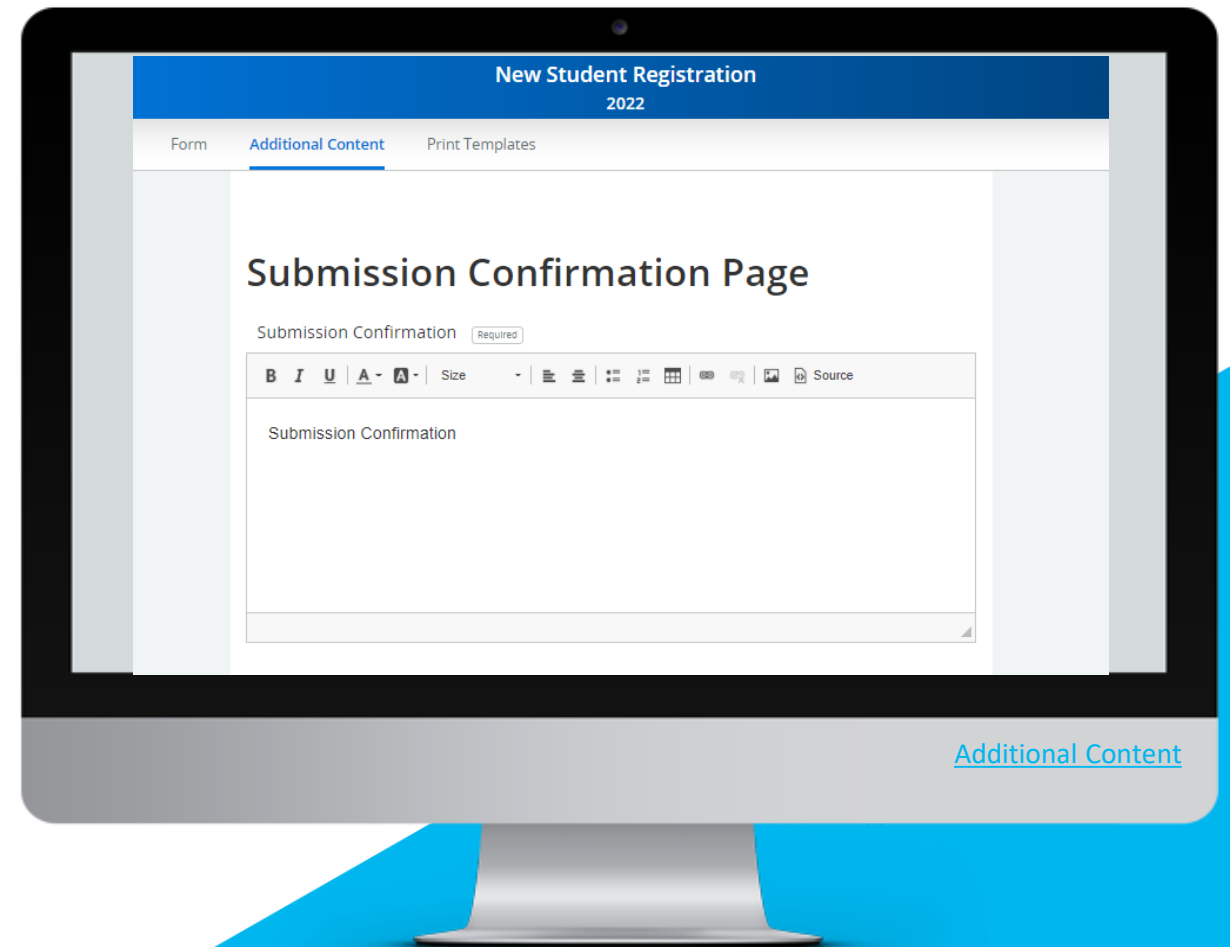 New Student Registration
2022
Form Additional Content Print Templates
Submission Confirmation Page
Submission Confirmation Required
B I U A A Size Source
Submission Confirmation
Additional Content